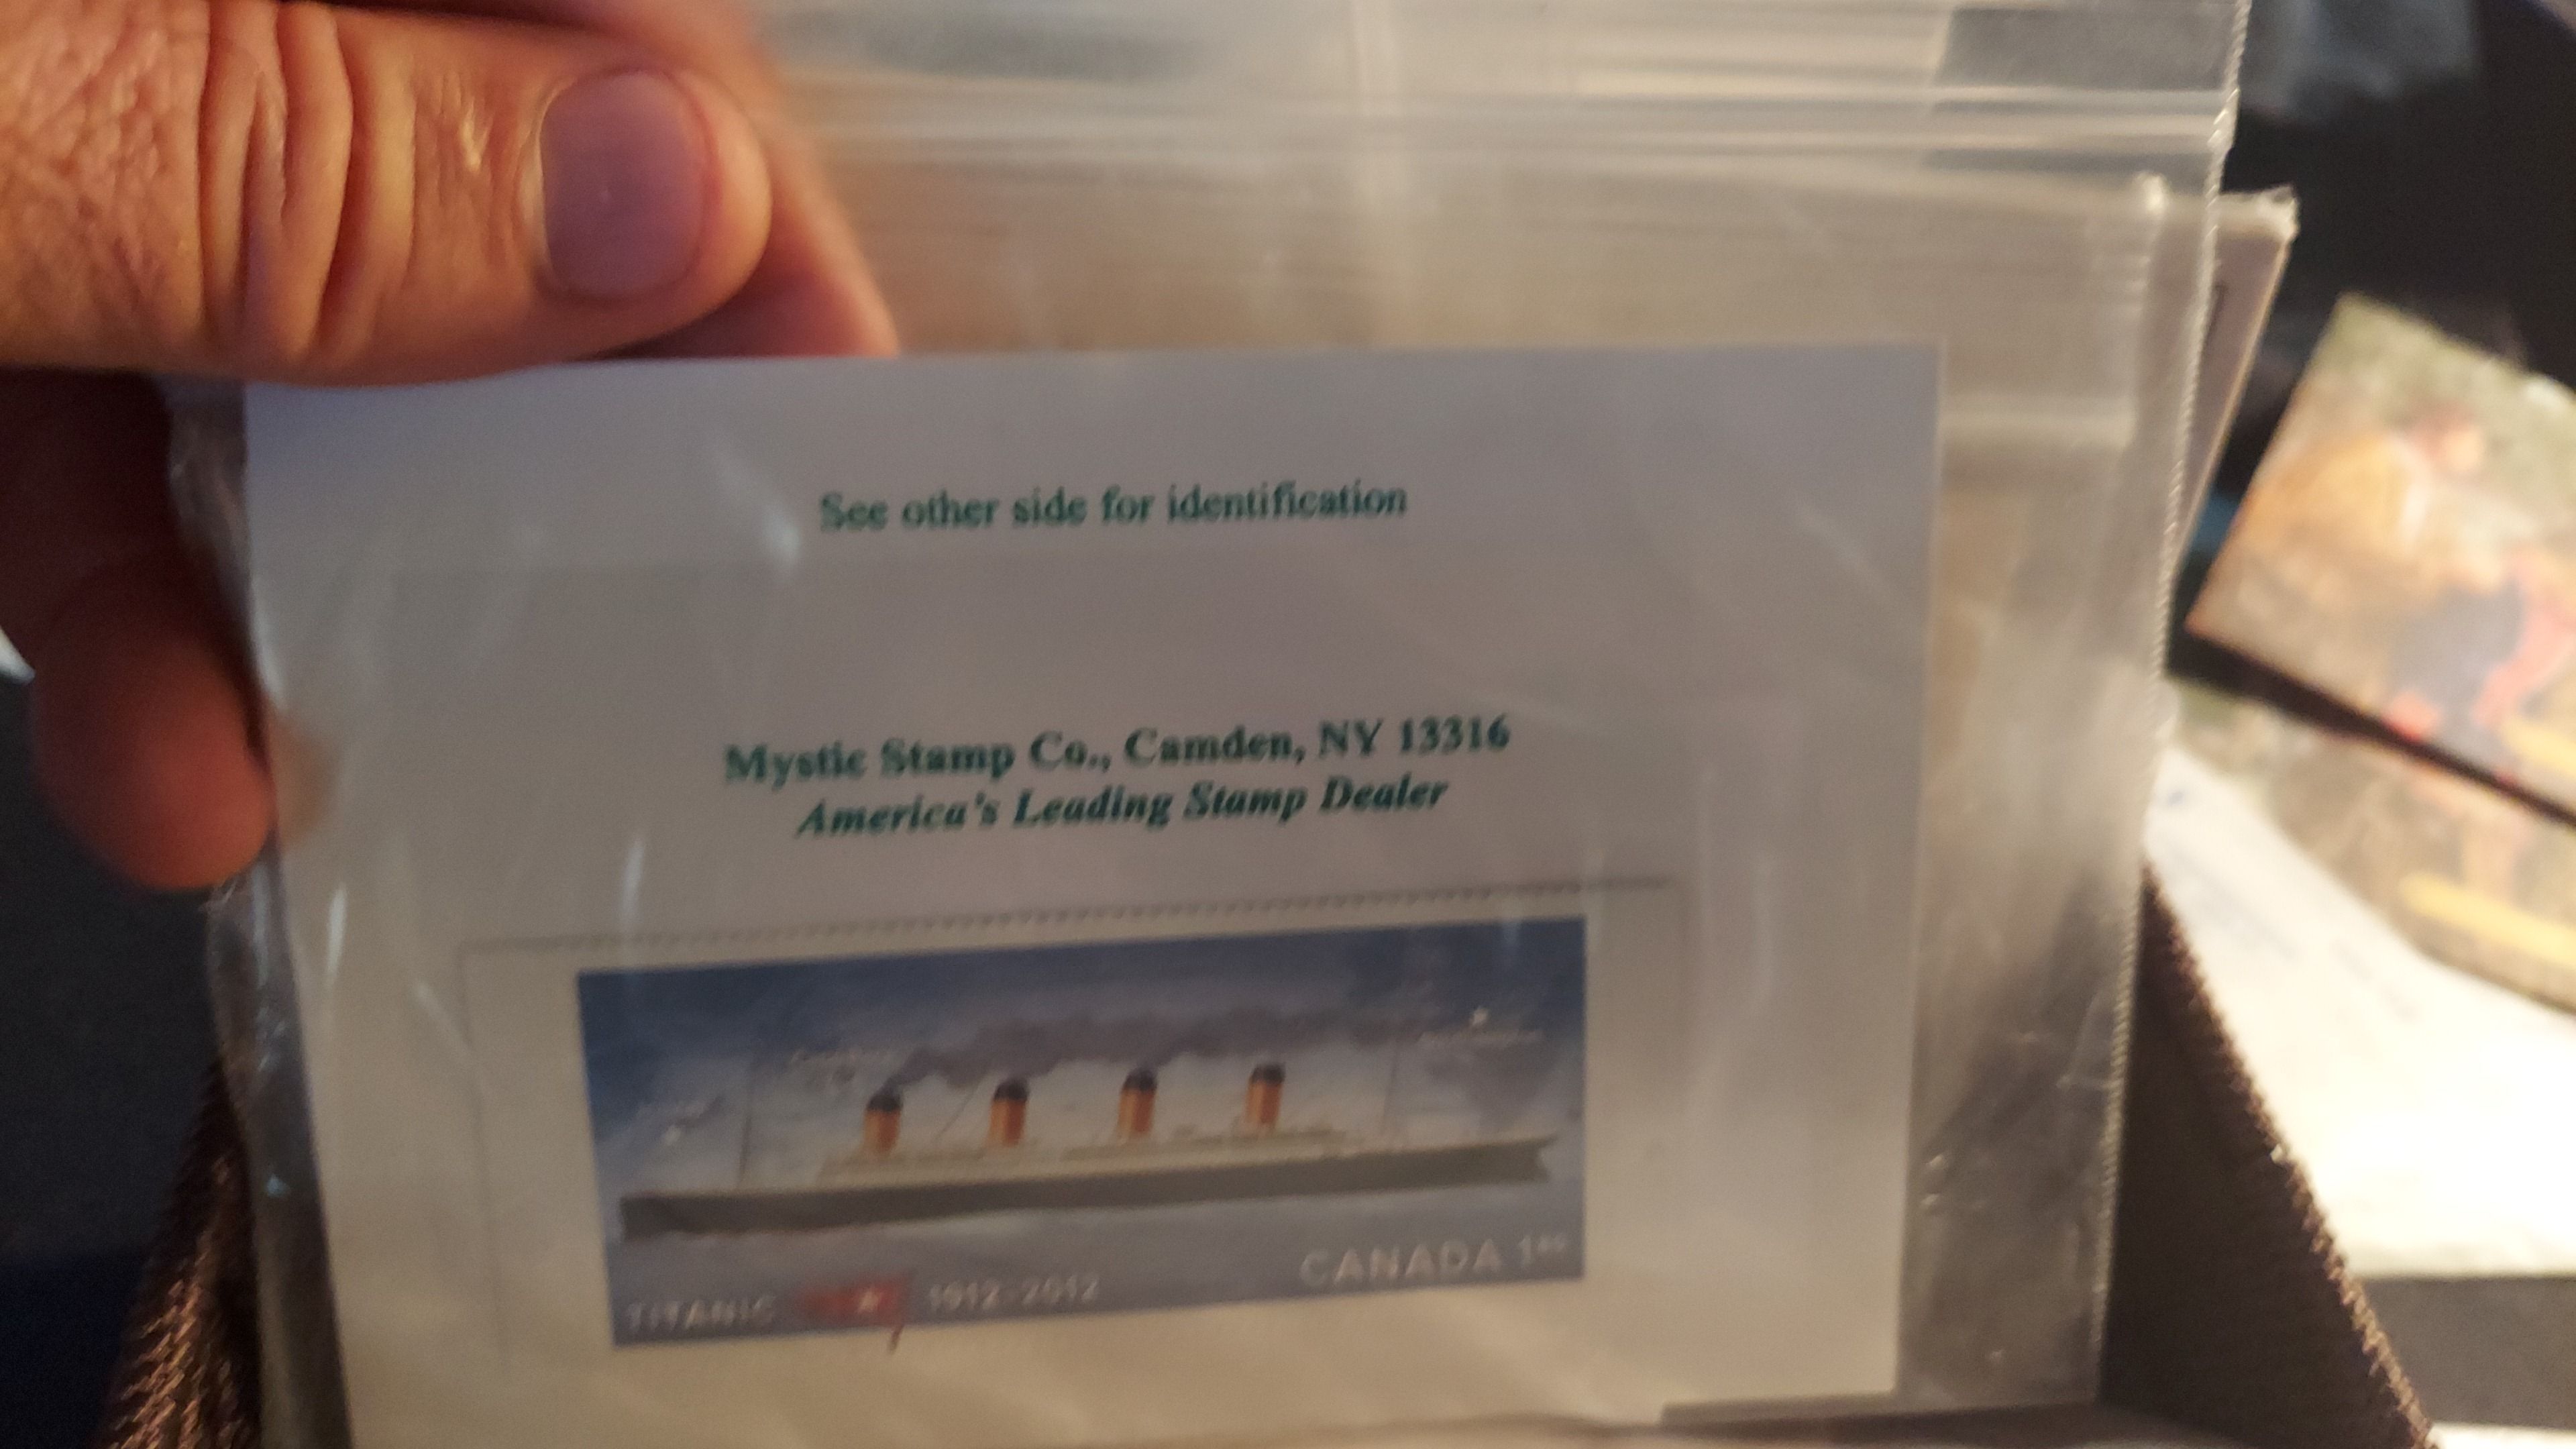 See other side for identification
Mystic Stamp Co., Camden, NY 13316
America's Leading Stamp Dealer
TITANIC 1912-2012
CANADA 1